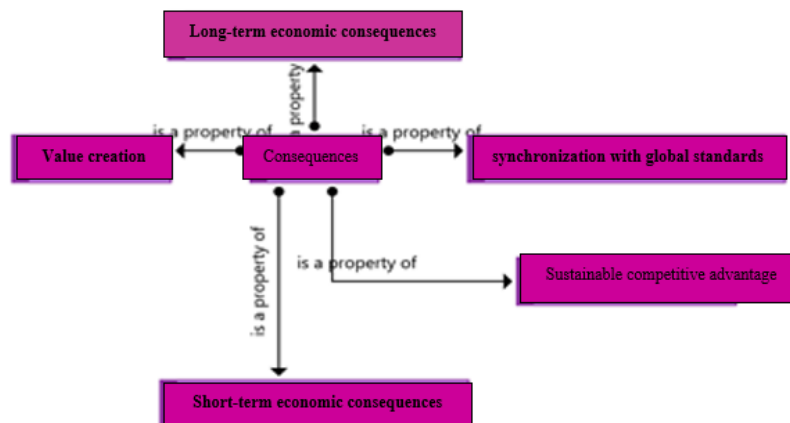 Long-term economic consequences
a property
is a property of
is a property of
Value creation
Consequences
synchronization with global standards
is a property of
is a property of
Sustainable competitive advantage
Short-term economic consequences